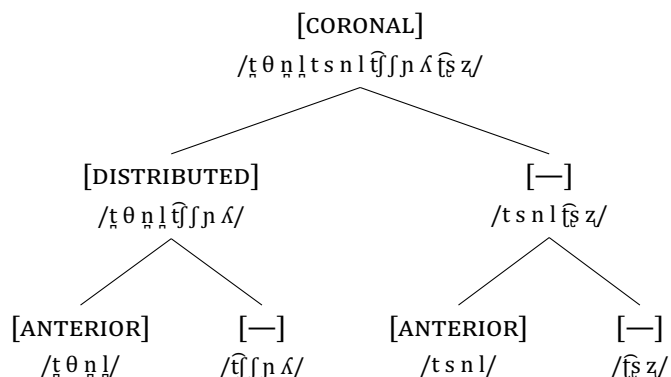 [CORONAL]
/t̪ θ n̪ l̪ t s n l t͡ʃ ʃ ɲ ʎ ʈ͡ʂ ʐ/
[DISTRIBUTED] [—]
/t̪ θ n̪ l̪ t͡ʃ ʃ ɲ ʎ/ /t s n l ʈ͡ʂ ʐ/
[ANTERIOR] [—] [ANTERIOR] [—]
/t̪ θ n̪ l̪/ /t͡ʃ ʃ ɲ ʎ/ /t s n l/ /ʈ͡ʂ ʐ/